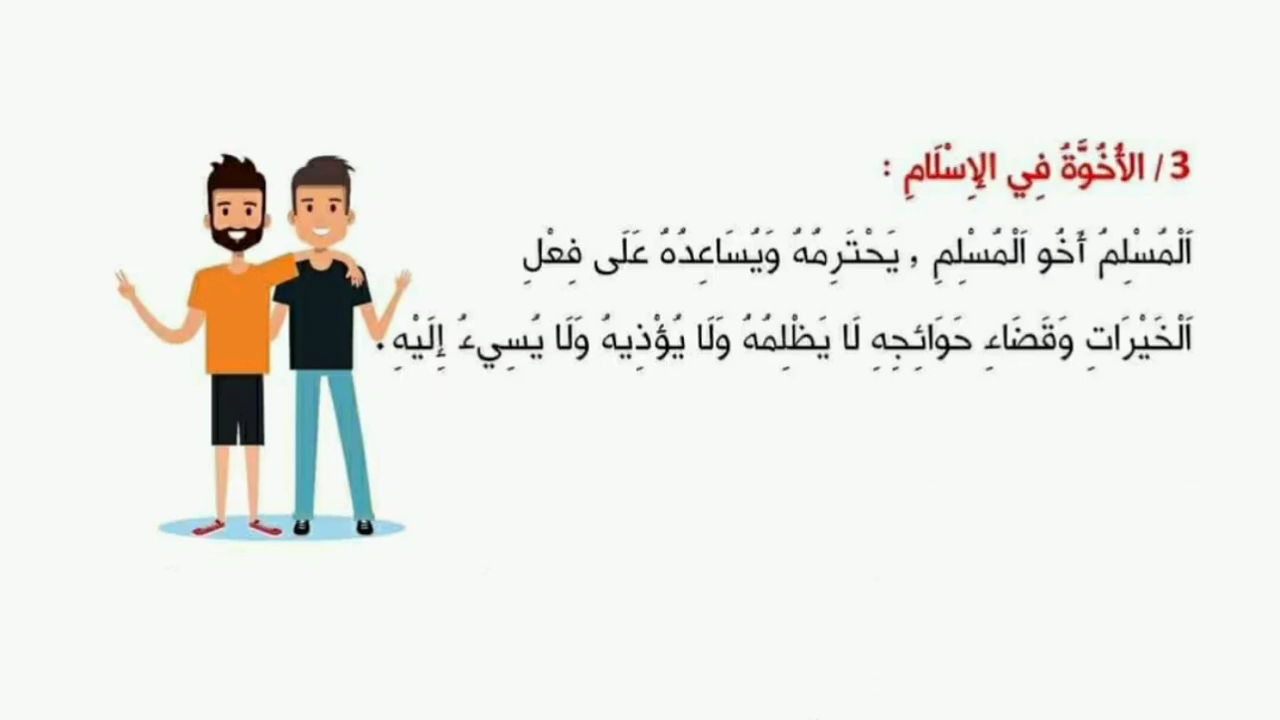 3 / الأُخُوَّةُ فِي الإِسْلَامِ :
اَلْمُسْلِمُ أَخُو اَلْمُسْلِمِ , يَحْتَرِمُهُ وَيُسَاعِدُهُ عَلَى فِعْلِ
اَلْخَيْرَاتِ وَقَضَاءِ حَوَائِجِهِ لَا يَظْلِمُهُ وَلَا يُؤْذِيهِ وَلَا يُسِيءُ إِلَيْهِ .